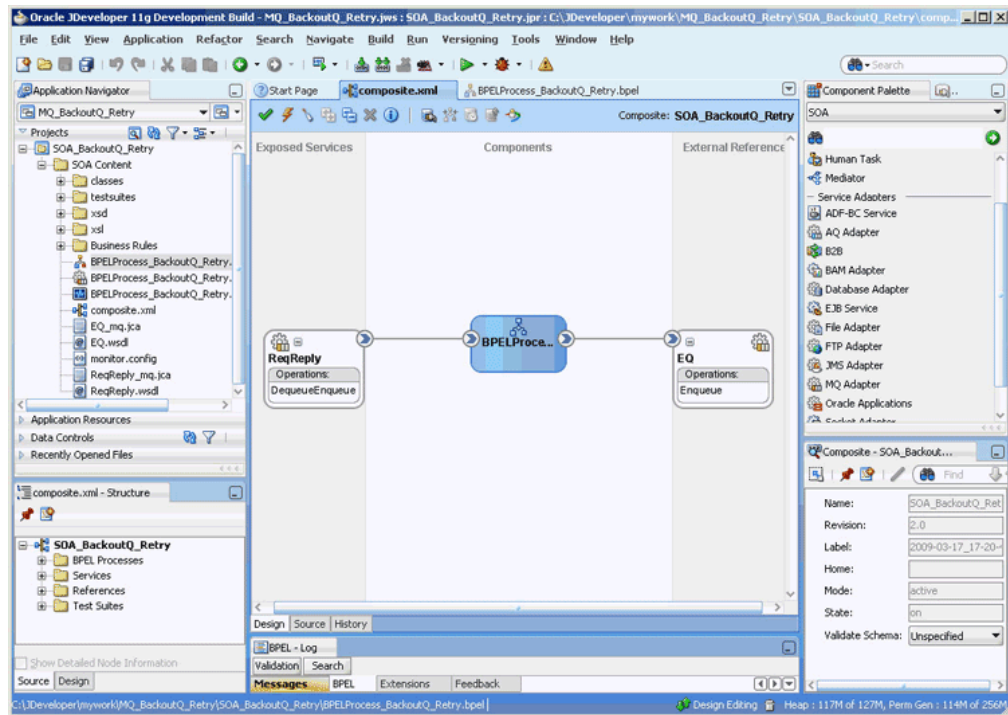 Oracle JDeveloper 11g Development Build - MQ_BackoutQ_Retry.jws : SOA_BackoutQ_Retry.jpr : C:\JDeveloper\mywork\MQ_BackoutQ_Retry\SOA_BackoutQ_Retry\comp...
File Edit View Application Refactor Search Navigate Build Run Versioning Tools Window Help
Search
Application Navigator
MQ_BackoutQ_Retry
Projects
SOA_BackoutQ_Retry
SOA Content
classes
testsuites
xsd
xsl
Business Rules
BPELProcess_BackoutQ_Retry.
BPELProcess_BackoutQ_Retry.
BPELProcess_BackoutQ_Retry.
composite.xml
EQ_mq.jca
EQ.wsdl
monitor.config
ReqReply_mq.jca
ReqReply.wsdl
Application Resources
Data Controls
Recently Opened Files
composite.xml - Structure
SOA_BackoutQ_Retry
BPEL Processes
Services
References
Test Suites
Show Detailed Node Information
Source Design
Start Page composite.xml BPELProcess_BackoutQ_Retry.bpel
Composite: SOA_BackoutQ_Retry
Exposed Services Components External Reference
ReqReply
Operations:
DequeueEnqueue
BPELProce...
EQ
Operations:
Enqueue
Design Source History
BPEL - Log
Validation Search
Messages BPEL Extensions Feedback
Component Palette
SOA
Human Task
Mediator
Service Adapters
ADF-BC Service
AQ Adapter
B2B
BAM Adapter
Database Adapter
EJB Service
File Adapter
FTP Adapter
JMS Adapter
MQ Adapter
Oracle Applications
Socket Adapter
Composite - SOA_Backout...
Find
Name: SOA_BackoutQ_Ret
Revision: 2.0
Label: 2009-03-17_17-20-
Home:
Mode: active
State: on
Validate Schema: Unspecified
C:\JDeveloper\mywork\MQ_BackoutQ_Retry\SOA_BackoutQ_Retry\BPELProcess_BackoutQ_Retry.bpel
Design Editing Heap : 117M of 127M, Perm Gen : 114M of 256M